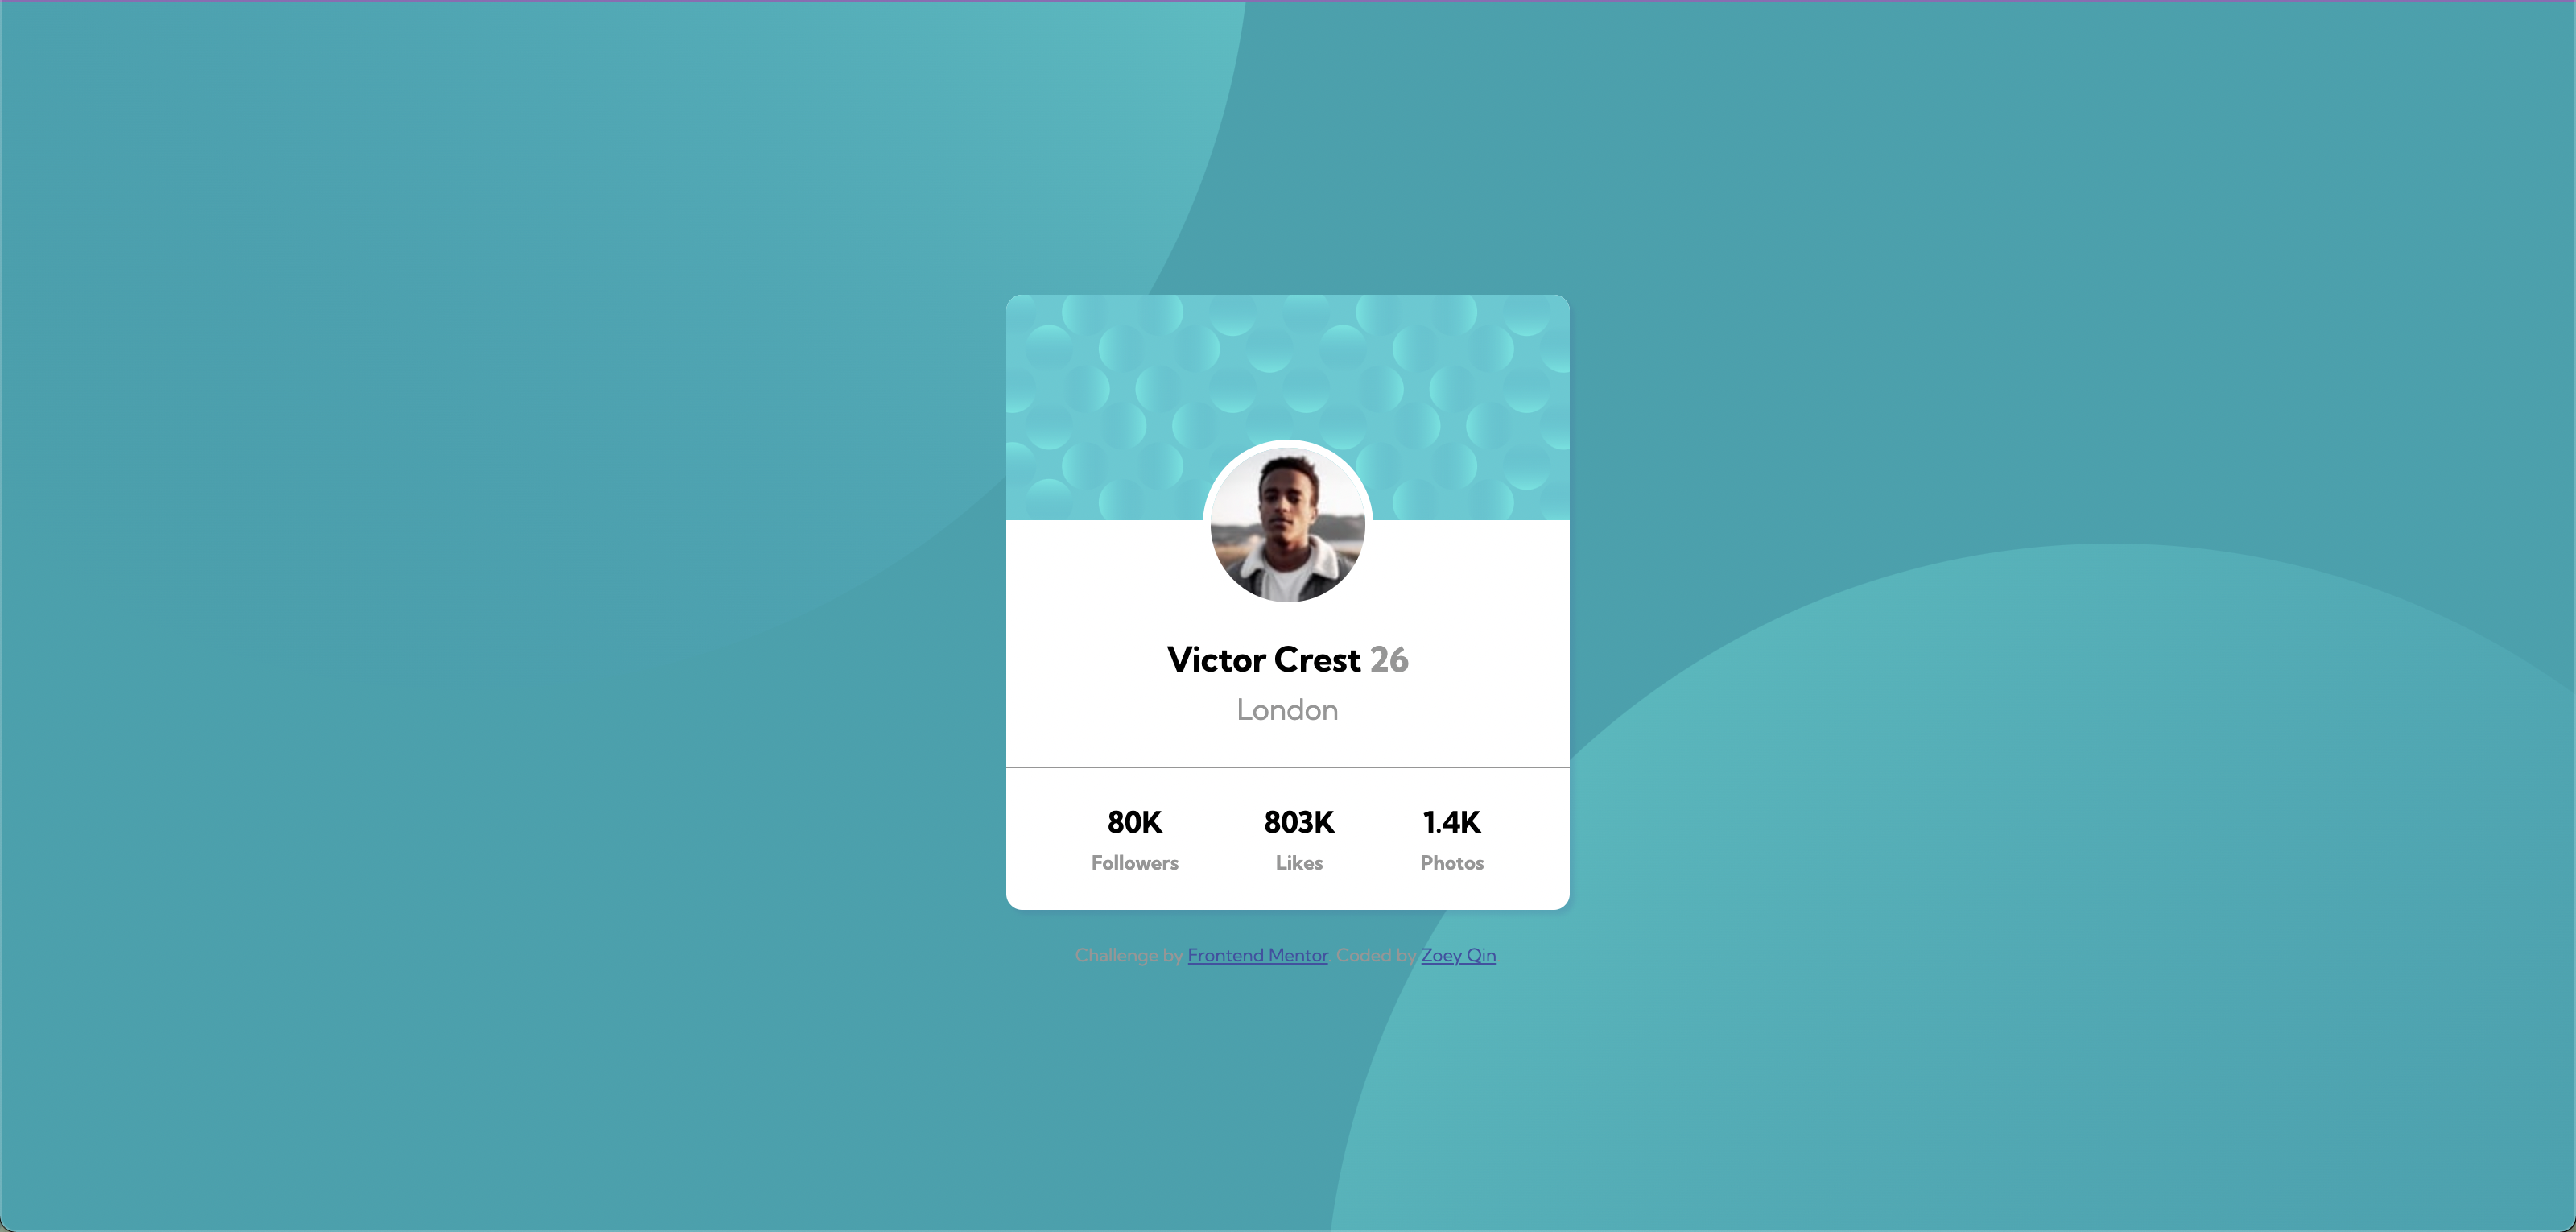 Victor Crest 26
London
80K 803K 1.4K
Followers Likes Photos
Challenge by Frontend Mentor. Coded by Zoey Qin